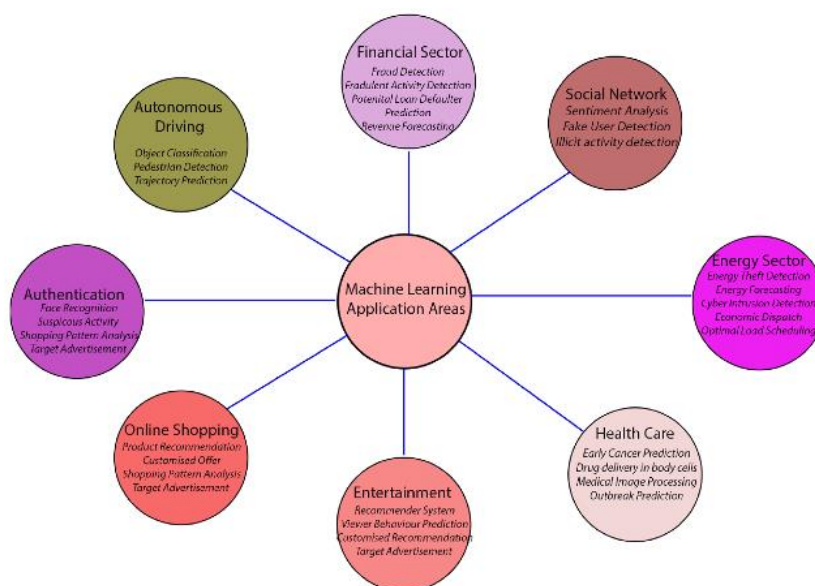 Financial Sector
Fraud Detection
Fradulent Activity Detection
Potenital Loan Defaulter
Prediction
Revenue Forecasting
Social Network
Sentiment Analysis
Fake User Detection
Illicit activity detection
Autonomous
Driving
Object Classification
Pedestrian Detection
Trajectory Prediction
Machine Learning
Application Areas
Energy Sector
Energy Theft Detection
Energy Forecasting
Cyber Intrusion Detection
Economic Dispatch
Optimal Load Scheduling
Authentication
Face Recognition
Suspicous Activity
Shopping Pattern Analysis
Target Advertisement
Online Shopping
Product Recommendation
Customised Offer
Shopping Pattern Analysis
Target Advertisement
Health Care
Early Cancer Prediction
Drug delivery in body cells
Medical Image Processing
Outbreak Prediction
Entertainment
Recommender System
Viewer Behaviour Prediction
Customised Recommendation
Target Advertisement